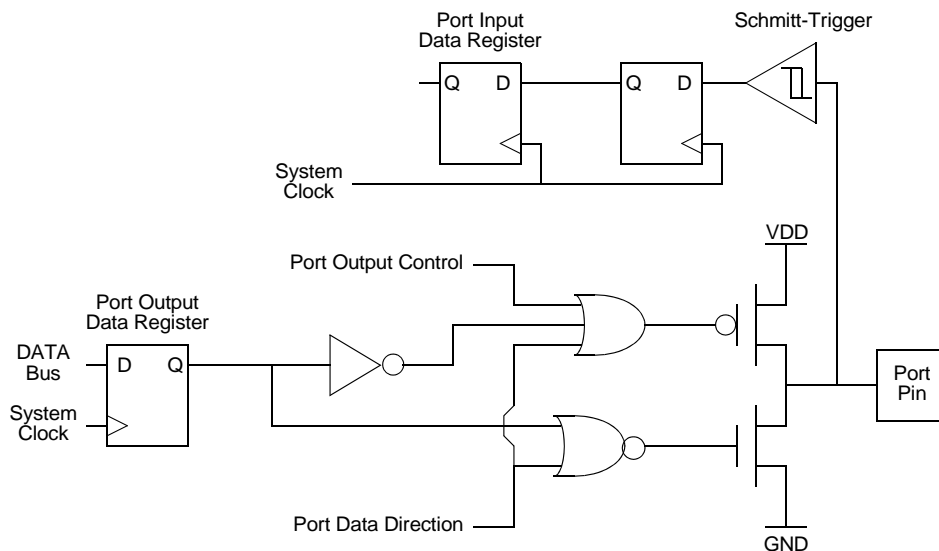 Port Input
Data Register
Schmitt-Trigger
Q D
Q D
System
Clock
VDD
Port Output Control
Port Output
Data Register
DATA
Bus
D Q
System
Clock
Port
Pin
Port Data Direction
GND